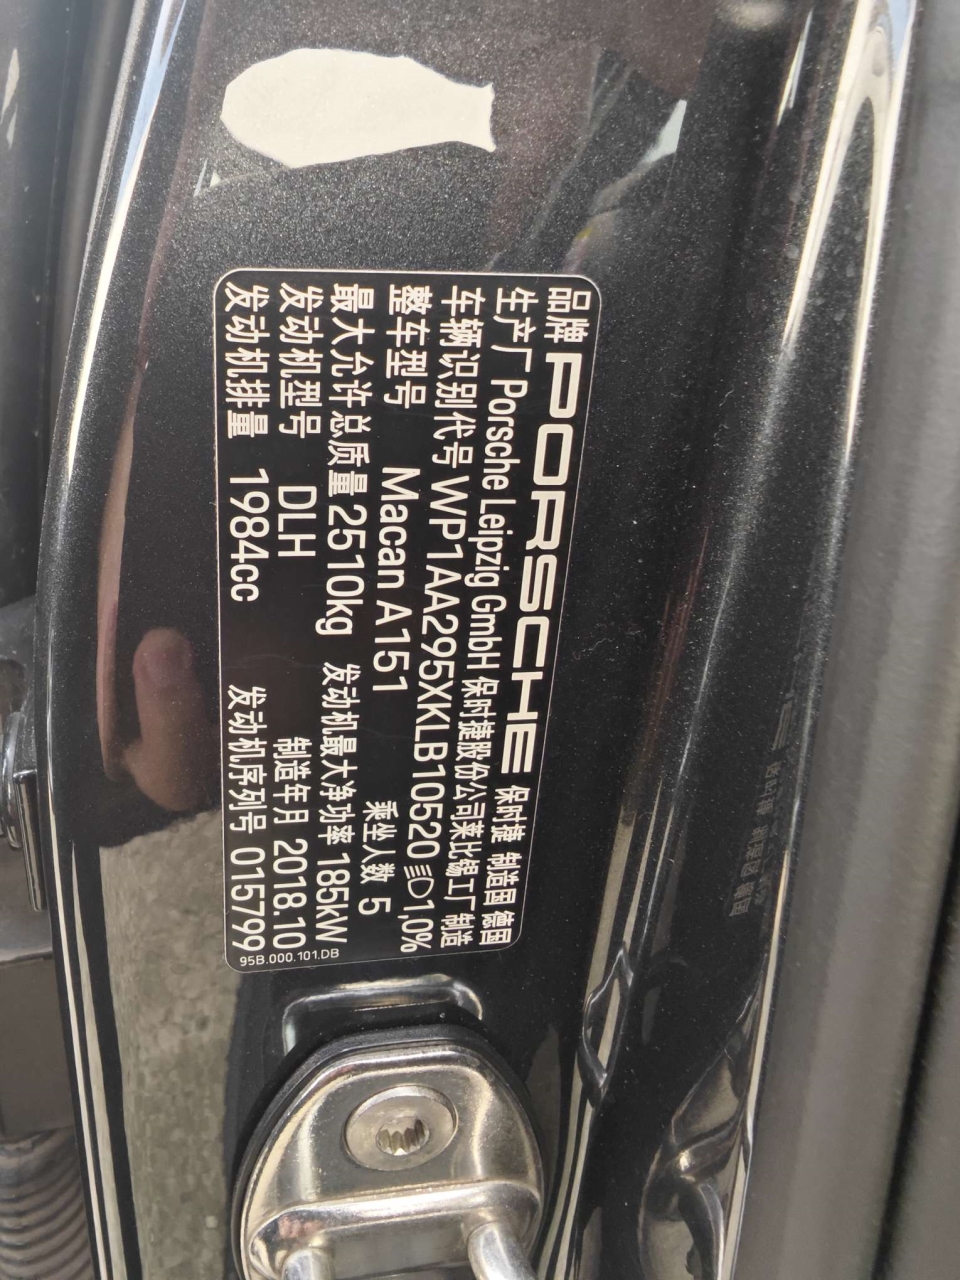 品牌 PORSCHE 保时捷 制造国 德国
生产厂 Porsche Leipzig GmbH 保时捷股份公司莱比锡工厂 制造
车辆识别代号 WP1AA295XKLB10520 1,0%
整车型号 Macan A151 乘坐人数 5
最大允许总质量 2510kg 发动机最大净功率 185kW
发动机型号 DLH 制造年月 2018.10
发动机排量 1984cc 发动机序列号 015799
95B.000.101.DB